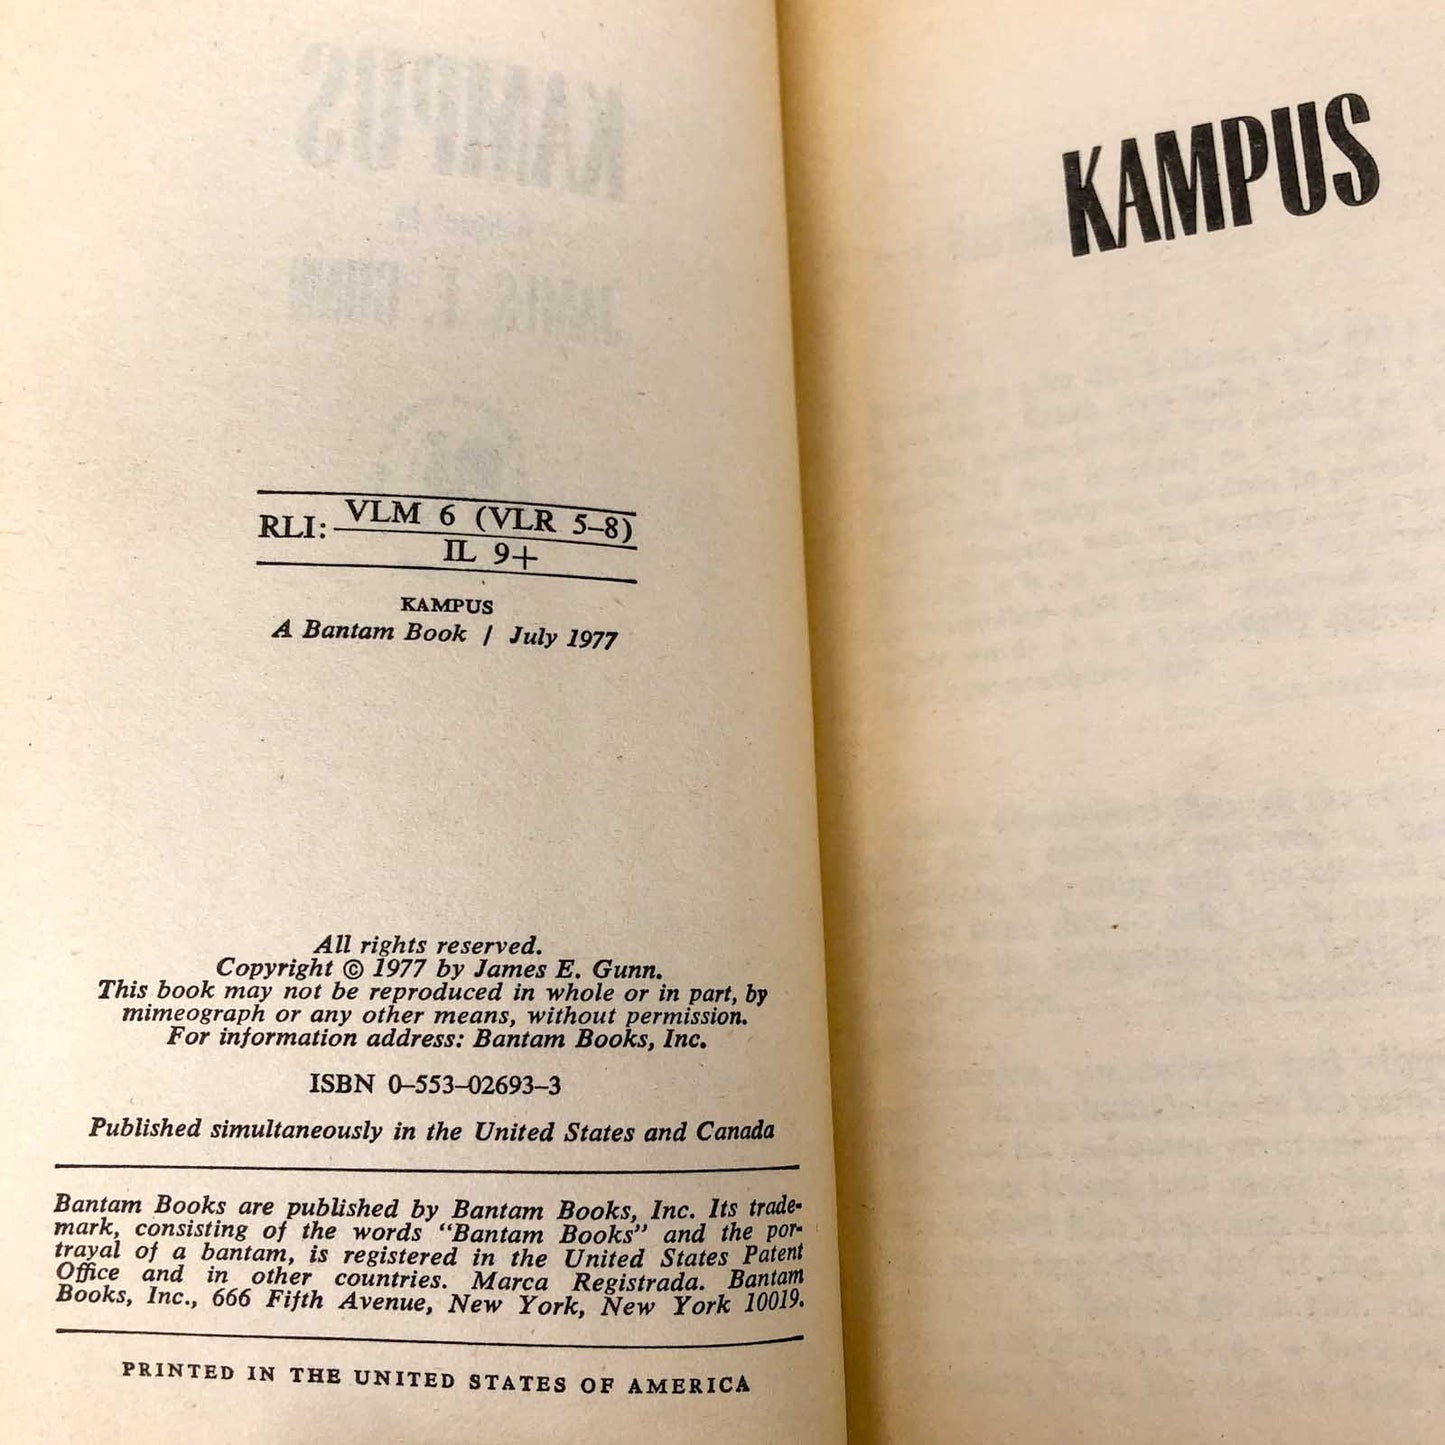 RLI: VLM 6 (VLR 5–8)
IL 9+
KAMPUS
A Bantam Book / July 1977
All rights reserved.
Copyright © 1977 by James E. Gunn.
This book may not be reproduced in whole or in part, by
mimeograph or any other means, without permission.
For information address: Bantam Books, Inc.
ISBN 0–553–02693–3
Published simultaneously in the United States and Canada
Bantam Books are published by Bantam Books, Inc. Its trade-
mark, consisting of the words "Bantam Books" and the por-
trayal of a bantam, is registered in the United States Patent
Office and in other countries. Marca Registrada. Bantam
Books, Inc., 666 Fifth Avenue, New York, New York 10019.
PRINTED IN THE UNITED STATES OF AMERICA
KAMPUS